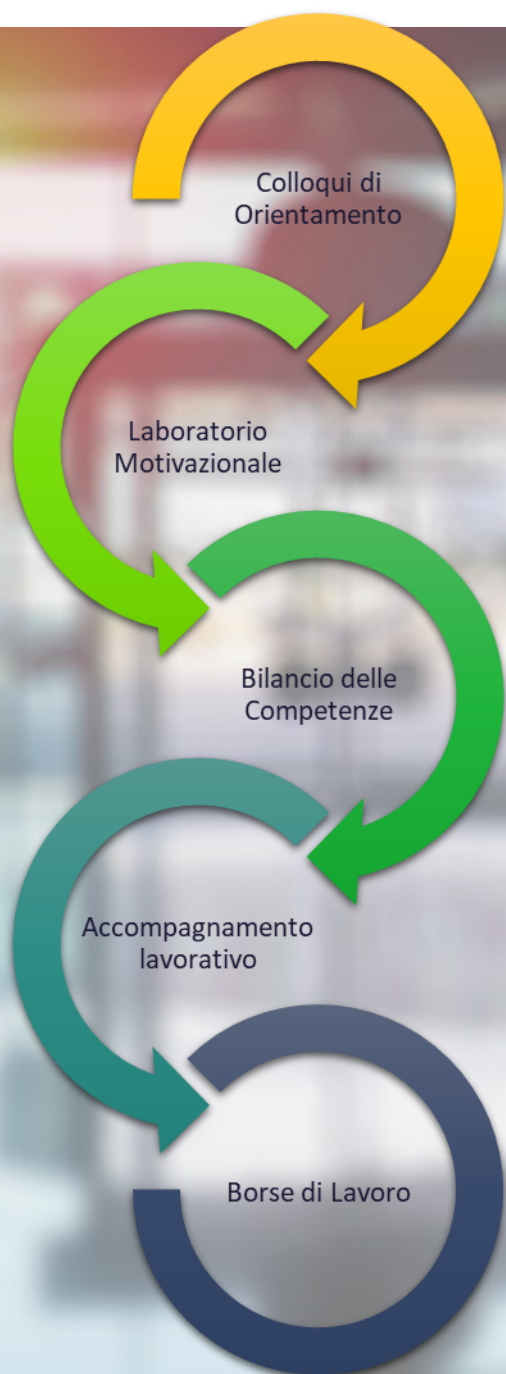 Colloqui di
Orientamento
Laboratorio
Motivazionale
Bilancio delle
Competenze
Accompagnamento
lavorativo
Borse di Lavoro